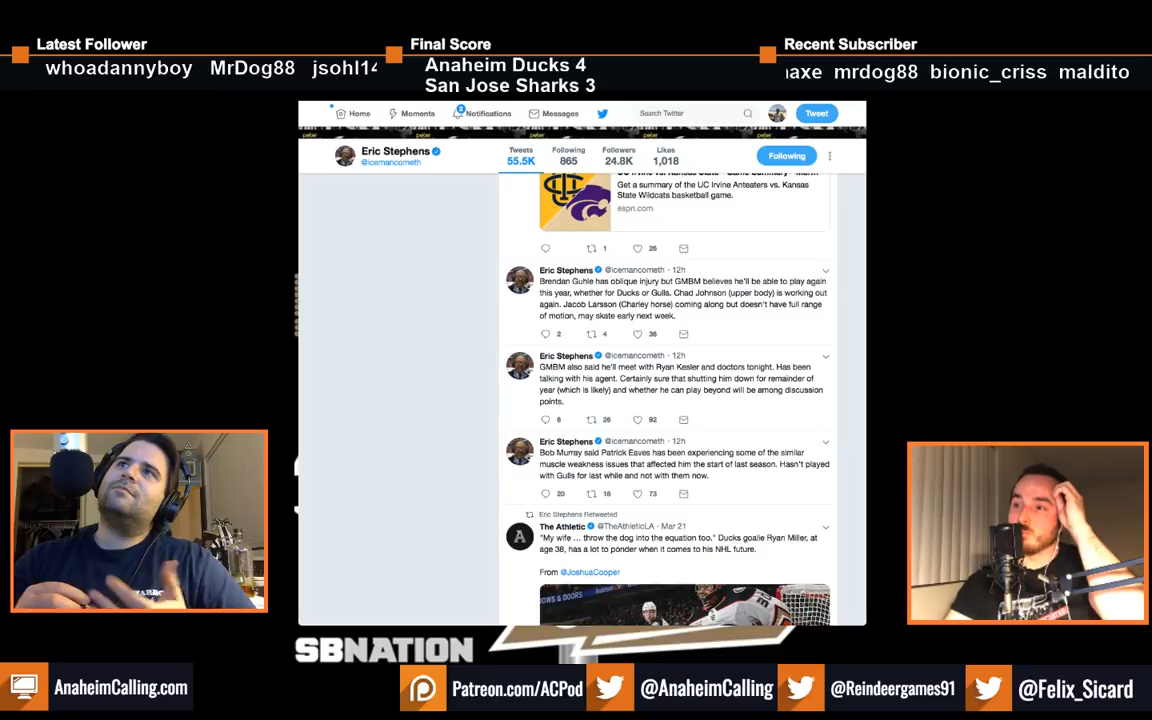 Latest Follower
whoadannyboy MrDog88 jsohl14
Final Score
Anaheim Ducks 4
San Jose Sharks 3
Recent Subscriber
mrdog88 bionic_criss maldito
Home
Moments
2
Notifications
Messages
Search Twitter
Tweet
Eric Stephens
@icemancometh
Tweets
55.5K
Following
865
Followers
24.8K
Likes
1,018
Following
Get a summary of the UC Irvine Anteaters vs. Kansas
State Wildcats basketball game.
espn.com
1 26
Eric Stephens @icemancometh · 12h
Brendan Guhle has oblique injury but GMBM believes he'll be able to play again
this year, whether for Ducks or Gulls. Chad Johnson (upper body) is working out
again. Jacob Larsson (Charley horse) coming along but doesn't have full range
of motion, may skate early next week.
2 4 36
Eric Stephens @icemancometh · 12h
GMBM also said he'll meet with Ryan Kesler and doctors tonight. Has been
talking with his agent. Certainly sure that shutting him down for remainder of
year (which is likely) and whether he can play beyond will be among discussion
points.
6 26 92
Eric Stephens @icemancometh · 12h
Bob Murray said Patrick Eaves has been experiencing some of the similar
muscle weakness issues that affected him the start of last season. Hasn't played
with Gulls for last while and not with them now.
20 18 73
Eric Stephens Retweeted
The Athletic @TheAthleticLA · Mar 21
"My wife ... throw the dog into the equation too." Ducks goalie Ryan Miller, at
age 38, has a lot to ponder when it comes to his NHL future.
From @JoshuaCooper
SBNATION
AnaheimCalling.com
Patreon.com/ACPod
@AnaheimCalling
@Reindeergames91
@Felix_Sicard